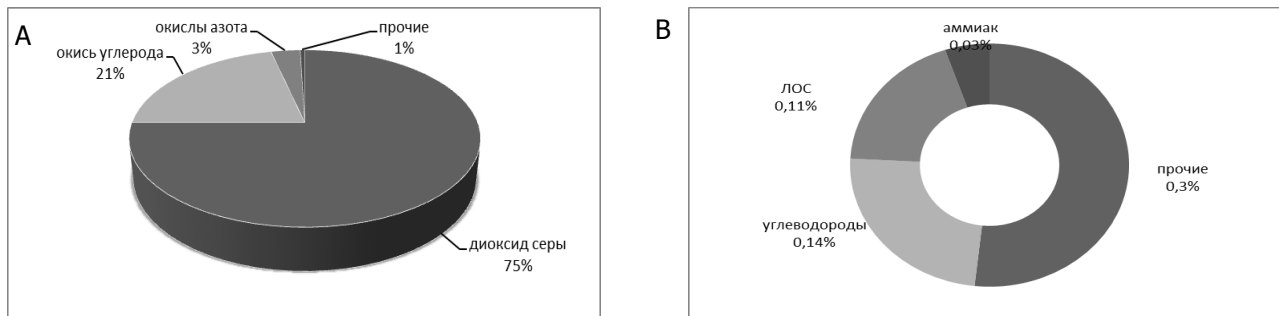 A
окислы азота
3%
прочие
1%
окись углерода
21%
диоксид серы
75%
B
аммиак
0,03%
ЛОС
0,11%
прочие
0,3%
углеводороды
0,14%